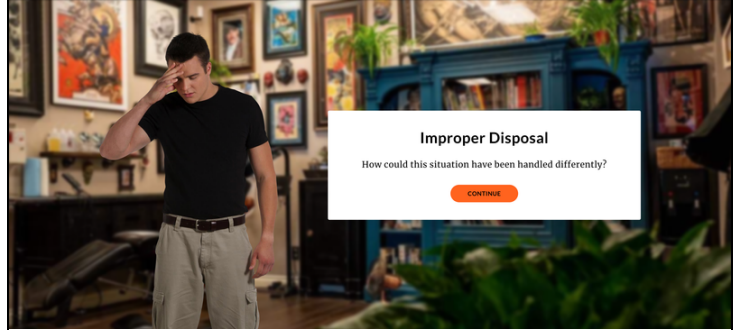 Improper Disposal
How could this situation have been handled differently?
CONTINUE